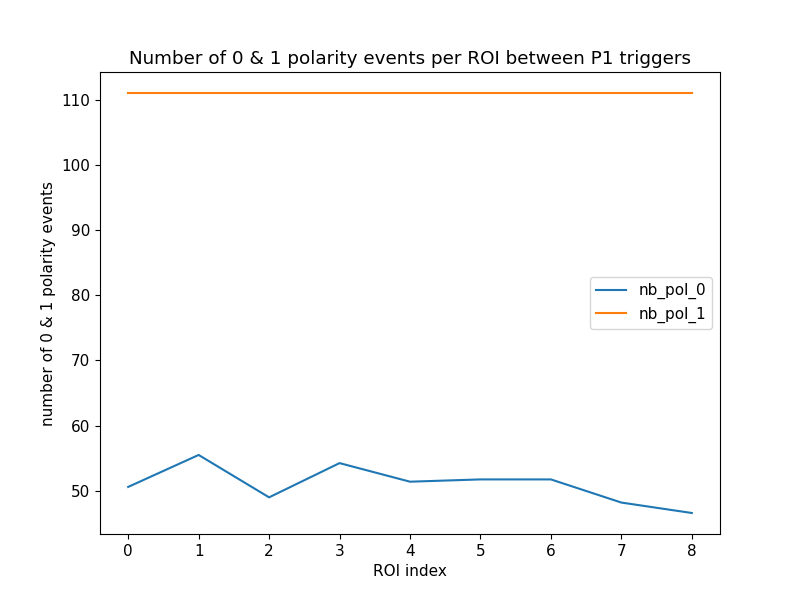 Number of 0 & 1 polarity events per ROI between P1 triggers
110
100
90
80
70
60
50
number of 0 & 1 polarity events
nb_pol_0
nb_pol_1
0 1 2 3 4 5 6 7 8
ROI index